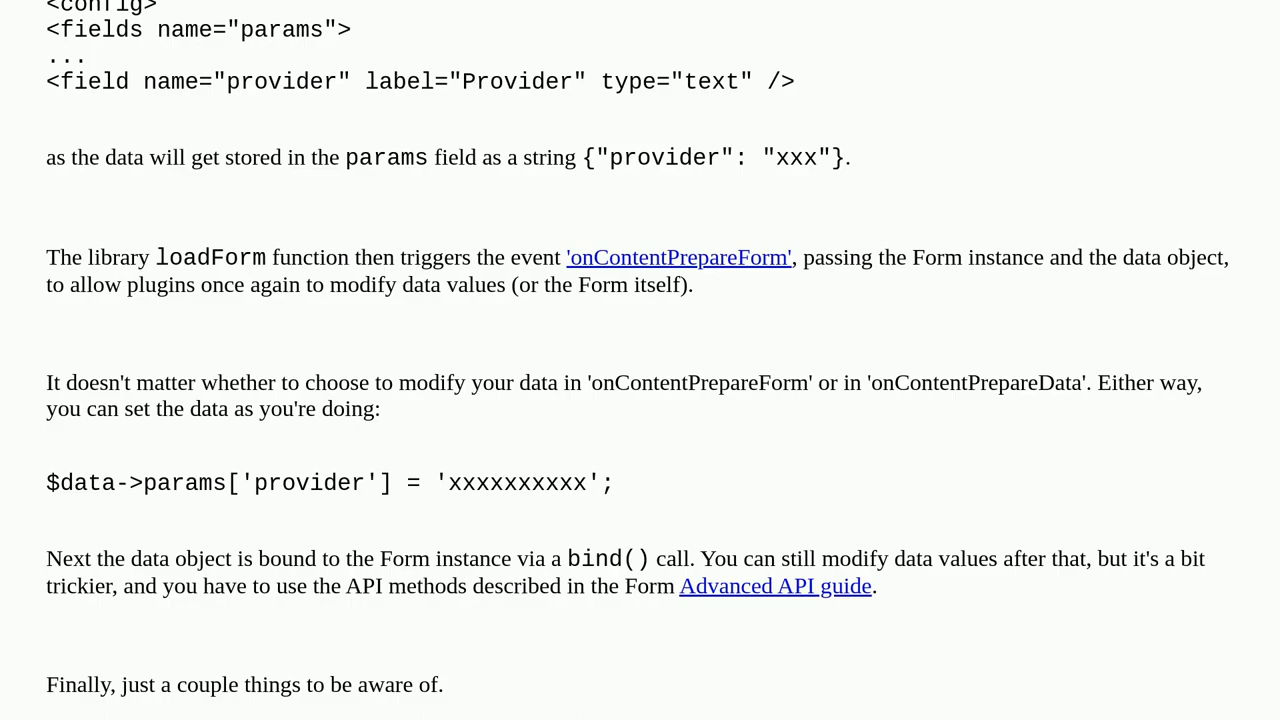 <config>
<fields name="params">
...
<field name="provider" label="Provider" type="text" />
as the data will get stored in the params field as a string {"provider": "xxx"}.
The library loadForm function then triggers the event 'onContentPrepareForm', passing the Form instance and the data object,
to allow plugins once again to modify data values (or the Form itself).
It doesn't matter whether to choose to modify your data in 'onContentPrepareForm' or in 'onContentPrepareData'. Either way,
you can set the data as you're doing:
$data->params['provider'] = 'xxxxxxxxxx';
Next the data object is bound to the Form instance via a bind() call. You can still modify data values after that, but it's a bit
trickier, and you have to use the API methods described in the Form Advanced API guide.
Finally, just a couple things to be aware of.